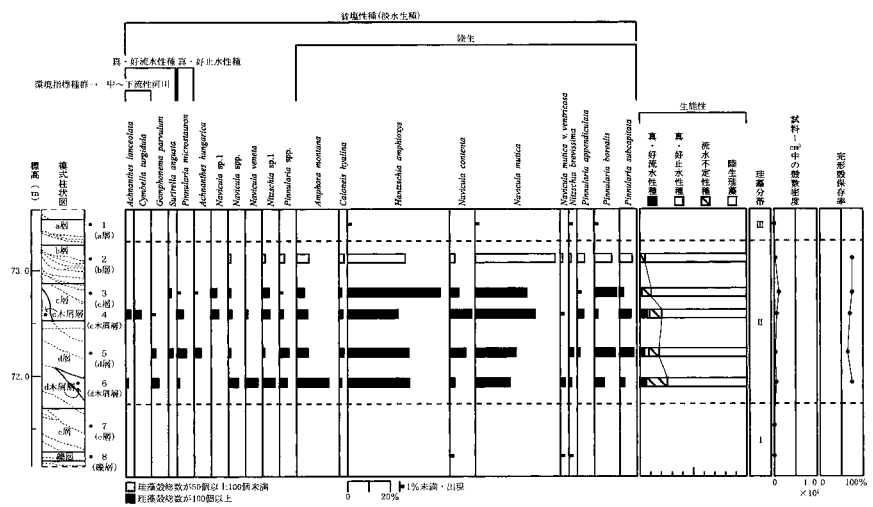 貧塩性種(淡水生種)
陸生
真・好流水性種 真・好止水性種
環境指標種群 中～下流性河川
標高(m)
模式柱状図
Achnanthes lanceolata
Cymbella turgidula
Gomphonema parvulum
Surirella angusta
Pinnularia microstauron
Achnanthes hungarica
Navicula sp.1
Navicula spp.
Navicula veneta
Nitzschia sp.1
Pinnularia spp.
Amphora montana
Caloneis hyalina
Hantzschia amphioxys
Navicula contenta
Navicula mutica
Navicula mutica v. ventricosa
Nitzschia brevissima
Pinnularia appendiculata
Pinnularia borealis
Pinnularia subcapitata
生態性
真・好流水性種
真・好止水性種
流水不定性種
陸生珪藻
珪藻分帯
試料1cm³中の殻数密度
完形殻保存率
a層 1 (a層) III
b層 2 (b層)
73.0
c層 3 (c層)
c木屑層 4 (c木屑層) II
d層 5 (d層)
72.0
d木屑層 6 (d木屑層)
e層 7 (e層) I
礫層 8 (礫層)
珪藻殻総数が50個以上100個未満
珪藻殻総数が100個以上
0 20%
1%未満・出現
0 1.0
0 100%